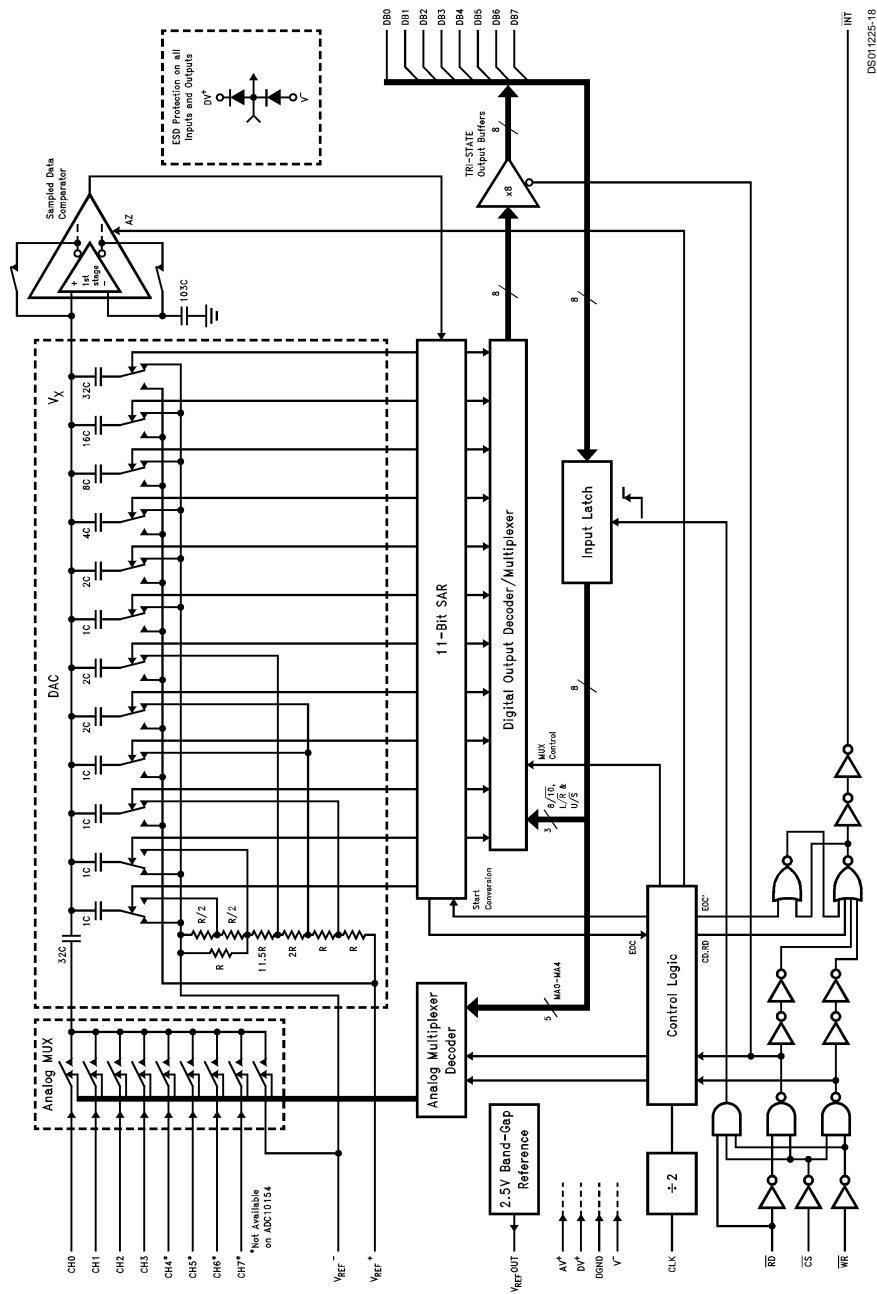 CH0
CH1
CH2
CH3
CH4*
CH5*
CH6*
CH7*
*Not Available
on ADC10154
VREF-
VREF+
Analog MUX
DAC
VX
32C
1C
1C
1C
1C
2C
2C
1C
2C
4C
8C
16C
32C
R/2
R/2
R
11.5R
2R
R
R
Sampled Data
Comparator
+
1st
stage
-
AZ
103C
ESD Protection on all
Inputs and Outputs
DV+
V-
Analog Multiplexer
Decoder
5
MA0-MA4
EOC
Start
Conversion
11-Bit SAR
Digital Output Decoder/Multiplexer
3
8/10,
L/R &
U/S
MUX
Control
8
8
8
8
TRI-STATE
Output Buffers
x8
DB0
DB1
DB2
DB3
DB4
DB5
DB6
DB7
Input Latch
2.5V Band-Gap
Reference
VREFOUT
AV+
DV+
DGND
V-
CLK
÷2
Control Logic
EOC'
CD.RD
RD
CS
WR
INT
DS011225-18